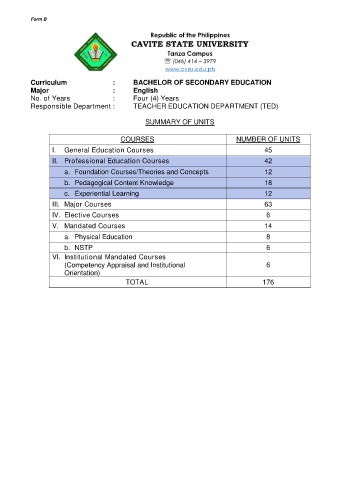 Form B
Republic of the Philippines
CAVITE STATE UNIVERSITY
Tanza Campus
☏ (046) 414 – 3979
www.cvsu.edu.ph
Curriculum : BACHELOR OF SECONDARY EDUCATION
Major : English
No. of Years : Four (4) Years
Responsible Department : TEACHER EDUCATION DEPARTMENT (TED)
SUMMARY OF UNITS
COURSES NUMBER OF UNITS
I. General Education Courses 45
II. Professional Education Courses 42
a. Foundation Courses/Theories and Concepts 12
b. Pedagogical Content Knowledge 18
c. Experiential Learning 12
III. Major Courses 63
IV. Elective Courses 6
V. Mandated Courses 14
a. Physical Education 8
b. NSTP 6
VI. Institutional Mandated Courses
(Competency Appraisal and Institutional 6
Orientation)
TOTAL 176